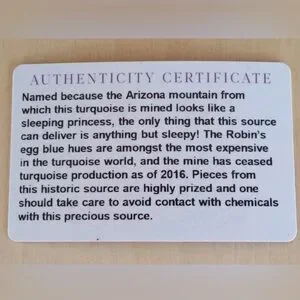 AUTHENTICITY CERTIFICATE
Named because the Arizona mountain from
which this turquoise is mined looks like a
sleeping princess, the only thing that this source
can deliver is anything but sleepy! The Robin's
egg blue hues are amongst the most expensive
in the turquoise world, and the mine has ceased
turquoise production as of 2016. Pieces from
this historic source are highly prized and one
should take care to avoid contact with chemicals
with this precious source.